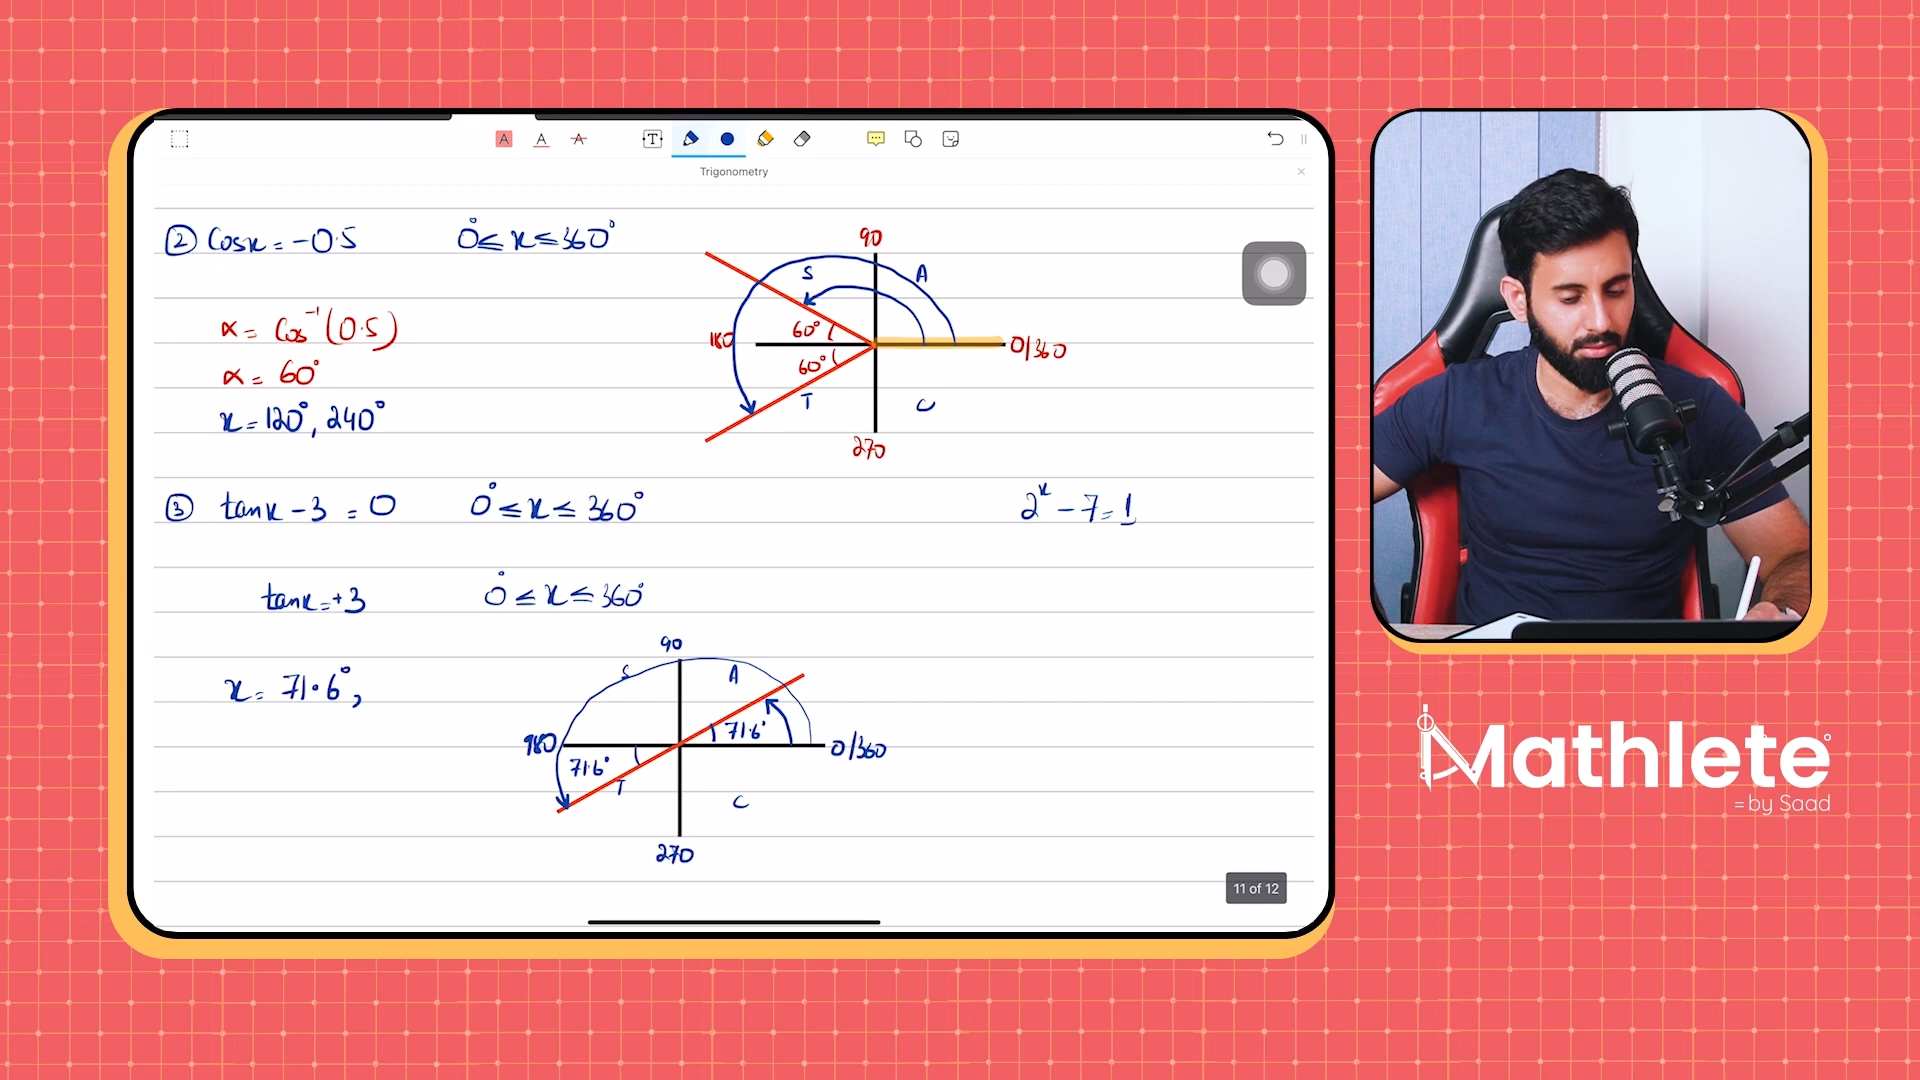 A A A T
Trigonometry
② Cosx = -0.5 0° ≤ x ≤ 360°
α = Cos⁻¹(0.5)
α = 60°
x = 120°, 240°
90
S A
180 60° 0/360
60°
T C
270
③ tanx - 3 = 0 0° ≤ x ≤ 360° 2ˣ - 7 = 1
tanx = +3 0° ≤ x ≤ 360°
x = 71.6°,
90
S A
180 71.6° 0/360
71.6°
T C
270
11 of 12
Mathlete
= by Saad